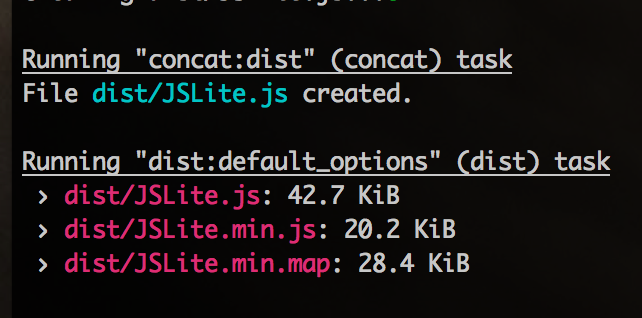 Running "concat:dist" (concat) task
File dist/JSLite.js created.
Running "dist:default_options" (dist) task
› dist/JSLite.js: 42.7 KiB
› dist/JSLite.min.js: 20.2 KiB
› dist/JSLite.min.map: 28.4 KiB